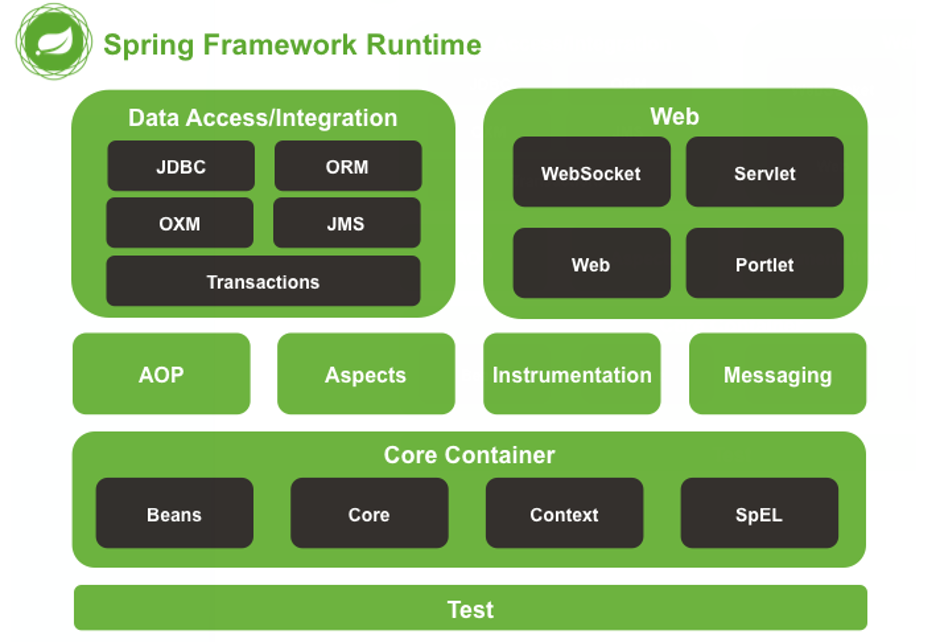 Spring Framework Runtime
Data Access/Integration
JDBC
ORM
OXM
JMS
Transactions
Web
WebSocket
Servlet
Web
Portlet
AOP
Aspects
Instrumentation
Messaging
Core Container
Beans
Core
Context
SpEL
Test